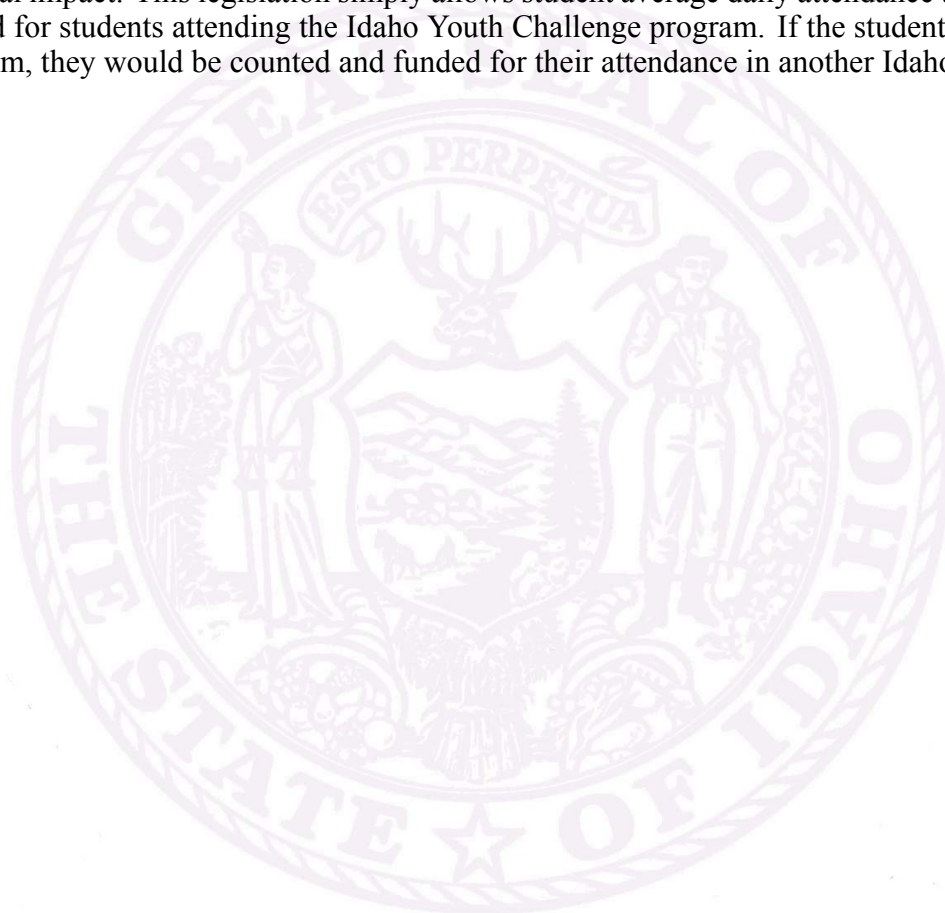 al impact. This legislation simply allows student average daily attendance
d for students attending the Idaho Youth Challenge program. If the student
m, they would be counted and funded for their attendance in another Idaho
GREAT SEAL OF
ESTO PERPETUA
THE
IDAHO
STATE OF